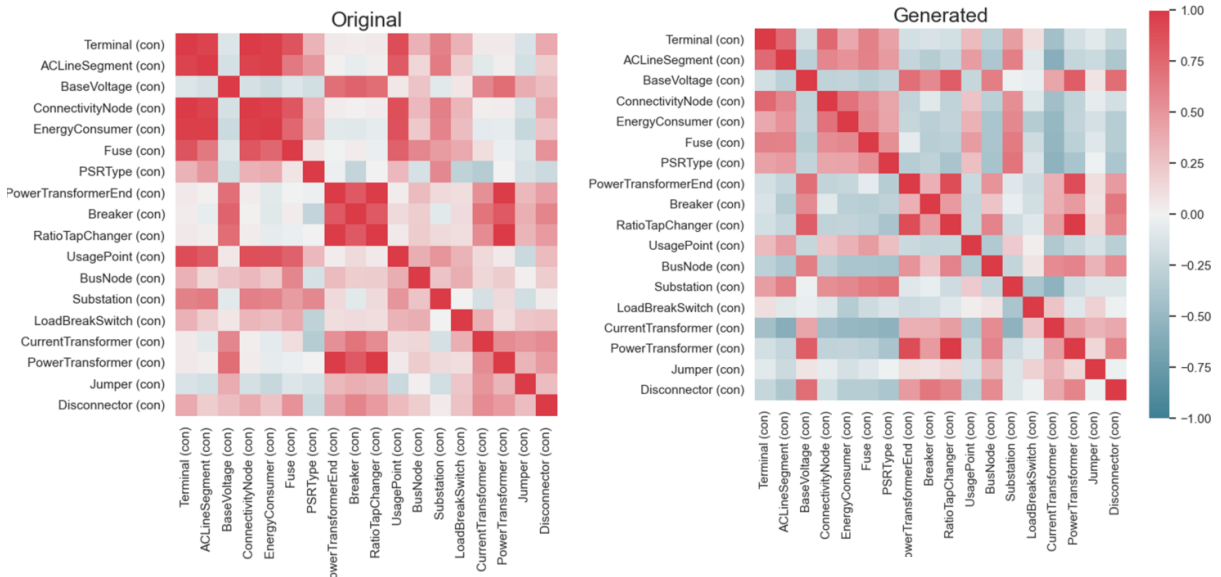 Original
Terminal (con)
ACLineSegment (con)
BaseVoltage (con)
ConnectivityNode (con)
EnergyConsumer (con)
Fuse (con)
PSRType (con)
PowerTransformerEnd (con)
Breaker (con)
RatioTapChanger (con)
UsagePoint (con)
BusNode (con)
Substation (con)
LoadBreakSwitch (con)
CurrentTransformer (con)
PowerTransformer (con)
Jumper (con)
Disconnector (con)
Terminal (con)
ACLineSegment (con)
BaseVoltage (con)
ConnectivityNode (con)
EnergyConsumer (con)
Fuse (con)
PSRType (con)
PowerTransformerEnd (con)
Breaker (con)
RatioTapChanger (con)
UsagePoint (con)
BusNode (con)
Substation (con)
LoadBreakSwitch (con)
CurrentTransformer (con)
PowerTransformer (con)
Jumper (con)
Disconnector (con)
Generated
Terminal (con)
ACLineSegment (con)
BaseVoltage (con)
ConnectivityNode (con)
EnergyConsumer (con)
Fuse (con)
PSRType (con)
PowerTransformerEnd (con)
Breaker (con)
RatioTapChanger (con)
UsagePoint (con)
BusNode (con)
Substation (con)
LoadBreakSwitch (con)
CurrentTransformer (con)
PowerTransformer (con)
Jumper (con)
Disconnector (con)
Terminal (con)
ACLineSegment (con)
BaseVoltage (con)
ConnectivityNode (con)
EnergyConsumer (con)
Fuse (con)
PSRType (con)
owerTransformerEnd (con)
Breaker (con)
RatioTapChanger (con)
UsagePoint (con)
BusNode (con)
Substation (con)
LoadBreakSwitch (con)
CurrentTransformer (con)
PowerTransformer (con)
Jumper (con)
Disconnector (con)
1.00
0.75
0.50
0.25
0.00
−0.25
−0.50
−0.75
−1.00